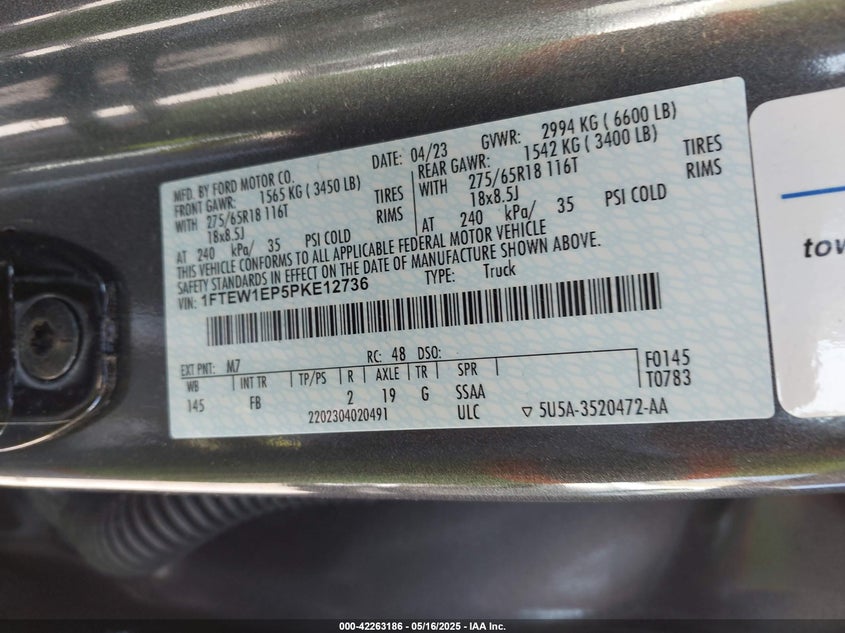 MFD. BY FORD MOTOR CO.
DATE: 04/23
GVWR: 2994 KG ( 6600 LB)
FRONT GAWR: 1565 KG ( 3450 LB)
REAR GAWR: 1542 KG ( 3400 LB)
WITH 275/65R18 116T TIRES
WITH 275/65R18 116T TIRES
18x8.5J RIMS
18x8.5J RIMS
AT 240 kPa/ 35 PSI COLD
AT 240 kPa/ 35 PSI COLD
THIS VEHICLE CONFORMS TO ALL APPLICABLE FEDERAL MOTOR VEHICLE
SAFETY STANDARDS IN EFFECT ON THE DATE OF MANUFACTURE SHOWN ABOVE.
VIN: 1FTEW1EP5PKE12736
TYPE: Truck
EXT PNT: M7 RC: 48 DSO:
WB INT TR TP/PS R AXLE TR SPR
145 FB 2 19 G SSAA
F0145
T0783
2202304020491 ULC ▽ 5U5A-3520472-AA
tow
000-42263186 - 05/16/2025 - IAA Inc.